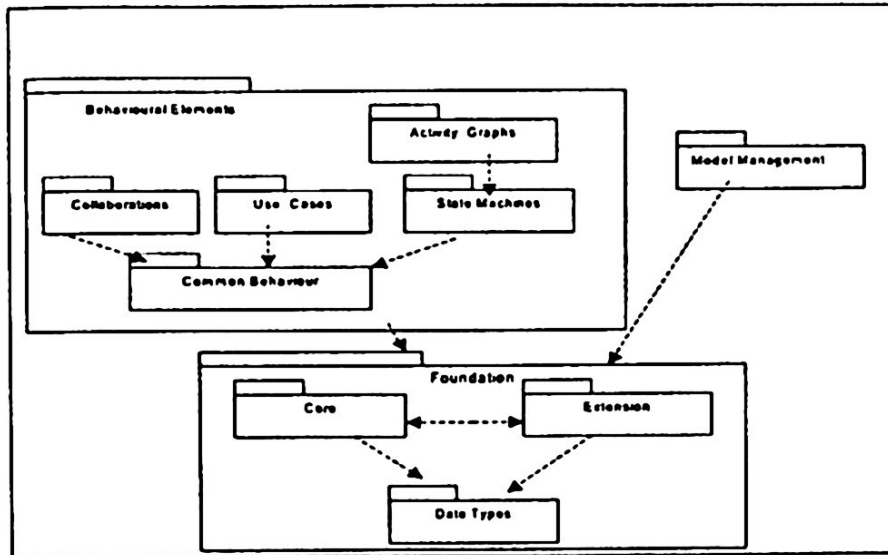 Behavioural Elements
Activity Graphs
Model Management
Collaborations
Use Cases
State Machines
Common Behaviour
Foundation
Core
Extension
Data Types